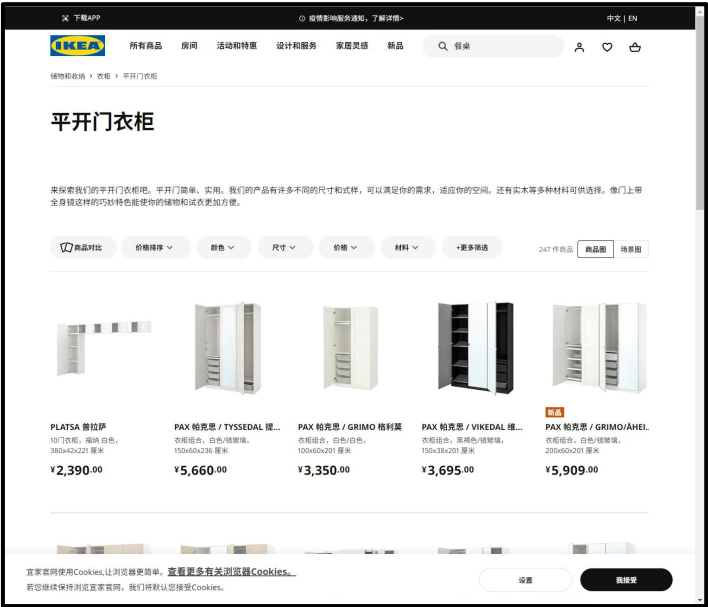 下载APP
疫情影响服务通知，了解详情>
中文 | EN
IKEA
所有商品 房间 活动和特惠 设计和服务 家居灵感 新品 餐桌
储物和收纳 › 衣柜 › 平开门衣柜
平开门衣柜
来探索我们的平开门衣柜吧。平开门简单、实用。我们的产品有许多不同的尺寸和式样，可以满足你的需求，适应你的空间。还有实木等多种材料可供选择。像门上带
全身镜这样的巧妙特色能使你的储物和试衣更加方便。
商品对比 价格排序 颜色 尺寸 价格 材料 +更多筛选 247 件商品 商品图 场景图
新品
PLATSA 普拉萨
10门衣柜，福纳 白色，
380x42x221 厘米
¥2,390.00
PAX 帕克思 / TYSSEDAL 提...
衣柜组合，白色/镜玻璃，
150x60x236 厘米
¥5,660.00
PAX 帕克思 / GRIMO 格利莫
衣柜组合，白色/白色，
100x60x201 厘米
¥3,350.00
PAX 帕克思 / VIKEDAL 维...
衣柜组合，黑褐色/镜玻璃，
150x38x201 厘米
¥3,695.00
PAX 帕克思 / GRIMO/ÅHEI..
衣柜组合，白色/镜玻璃，
200x60x201 厘米
¥5,909.00
宜家官网使用Cookies,让浏览器更简单。查看更多有关浏览器Cookies。
若您继续保持浏览宜家官网，我们将默认您接受Cookies。
设置
我接受